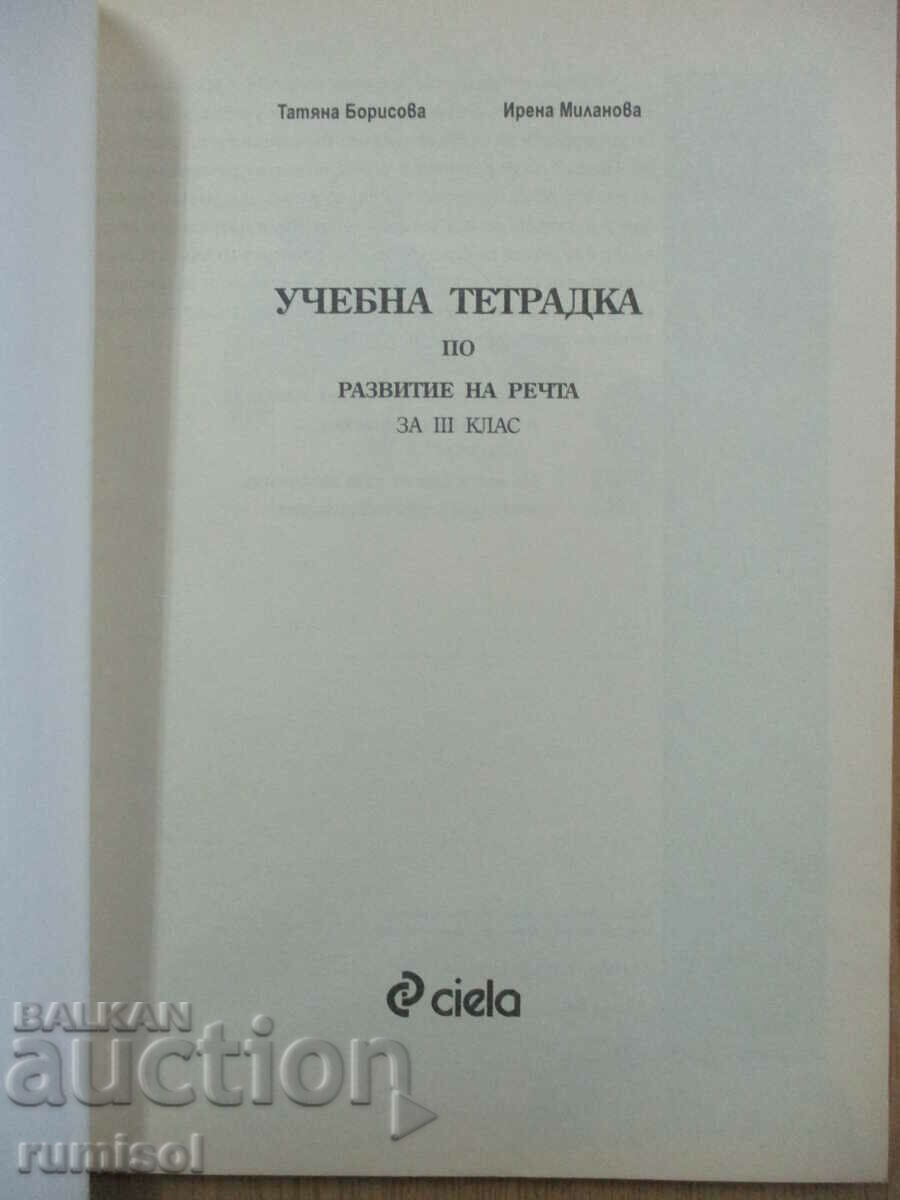 Татяна Борисова Ирена Миланова
УЧЕБНА ТЕТРАДКА
ПО
РАЗВИТИЕ НА РЕЧТА
ЗА III КЛАС
ciela
BALKAN
auction
rumisol